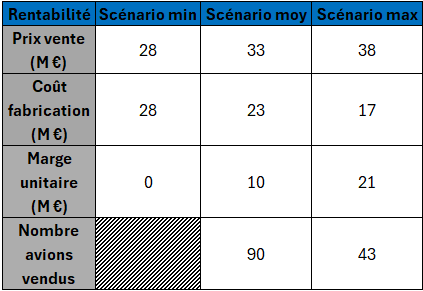 Rentabilité Scénario min Scénario moy Scénario max
Prix vente
(M €) 28 33 38
Coût
fabrication
(M €) 28 23 17
Marge
unitaire
(M €) 0 10 21
Nombre
avions
vendus 90 43